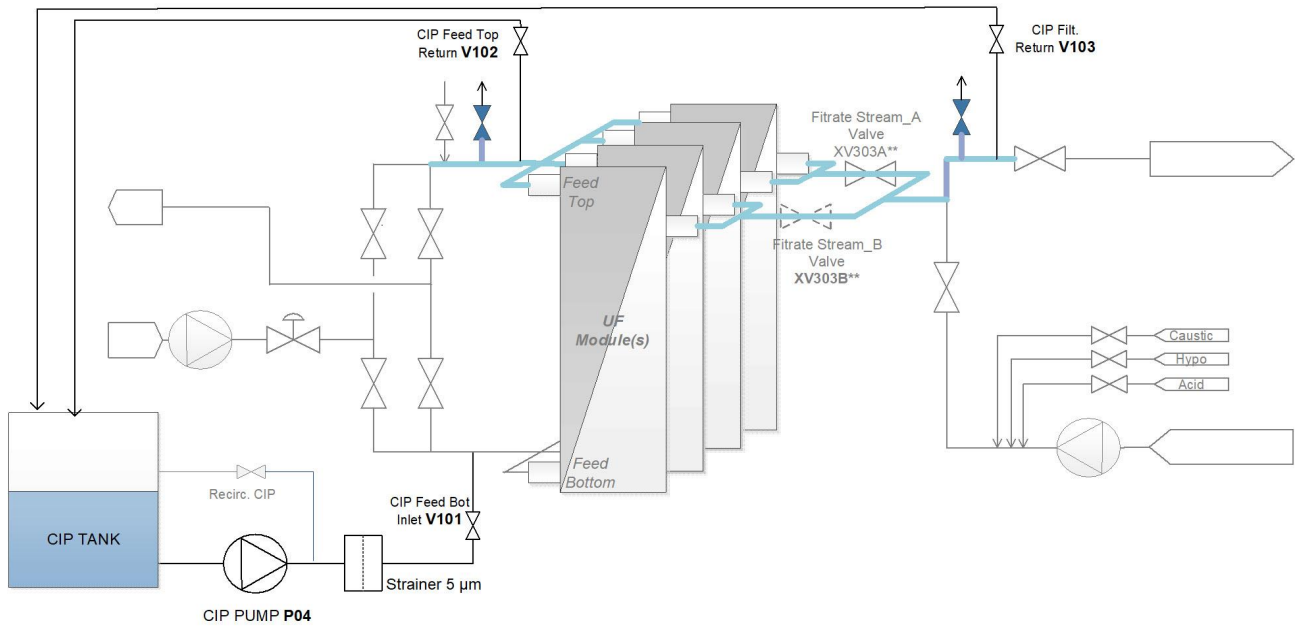 CIP Feed Top
Return V102
CIP Filt.
Return V103
Fitrate Stream_A
Valve
XV303A**
Feed
Top
Fitrate Stream_B
Valve
XV303B**
UF
Module(s)
Caustic
Hypo
Acid
Feed
Bottom
Recirc. CIP
CIP Feed Bot
Inlet V101
CIP TANK
Strainer 5 µm
CIP PUMP P04